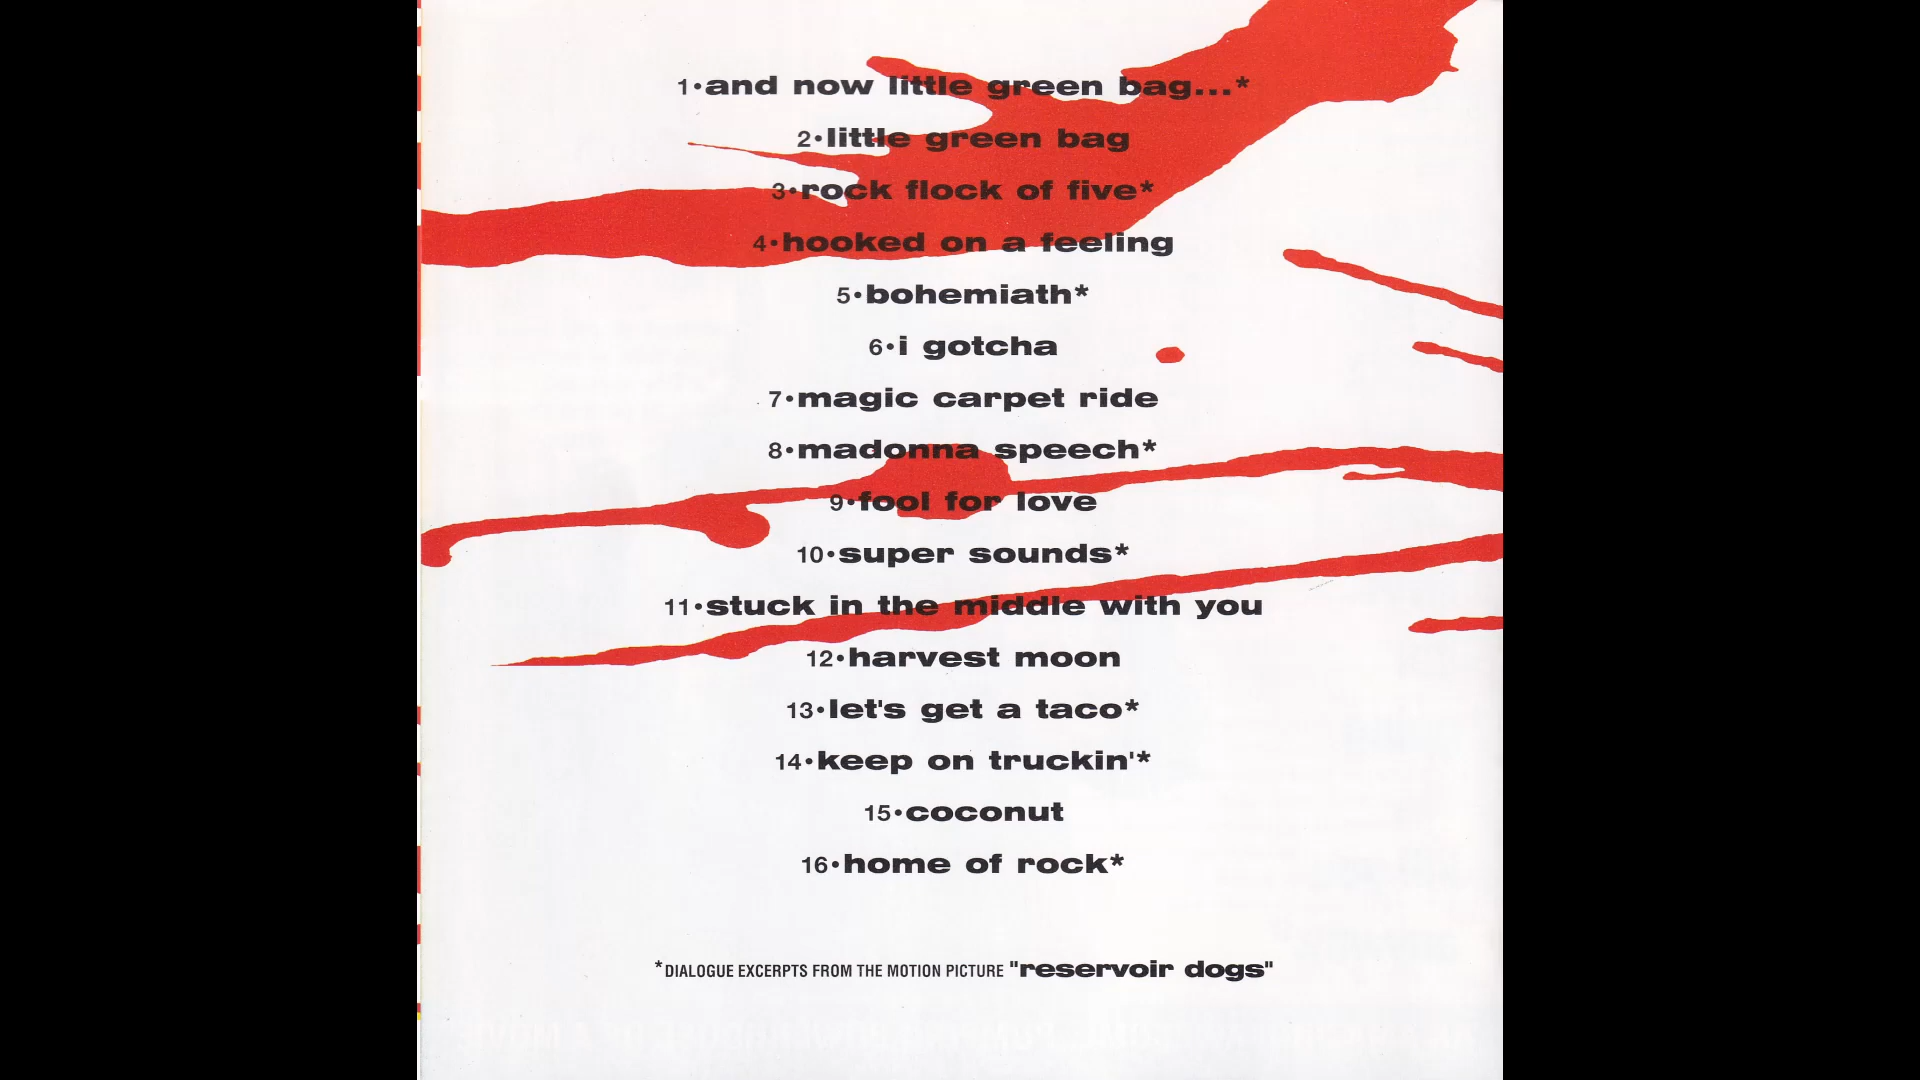 1•and now little green bag...*
2•little green bag
3•rock flock of five*
4•hooked on a feeling
5•bohemiath*
6•i gotcha
7•magic carpet ride
8•madonna speech*
9•fool for love
10•super sounds*
11•stuck in the middle with you
12•harvest moon
13•let's get a taco*
14•keep on truckin'*
15•coconut
16•home of rock*
*DIALOGUE EXCERPTS FROM THE MOTION PICTURE "reservoir dogs"